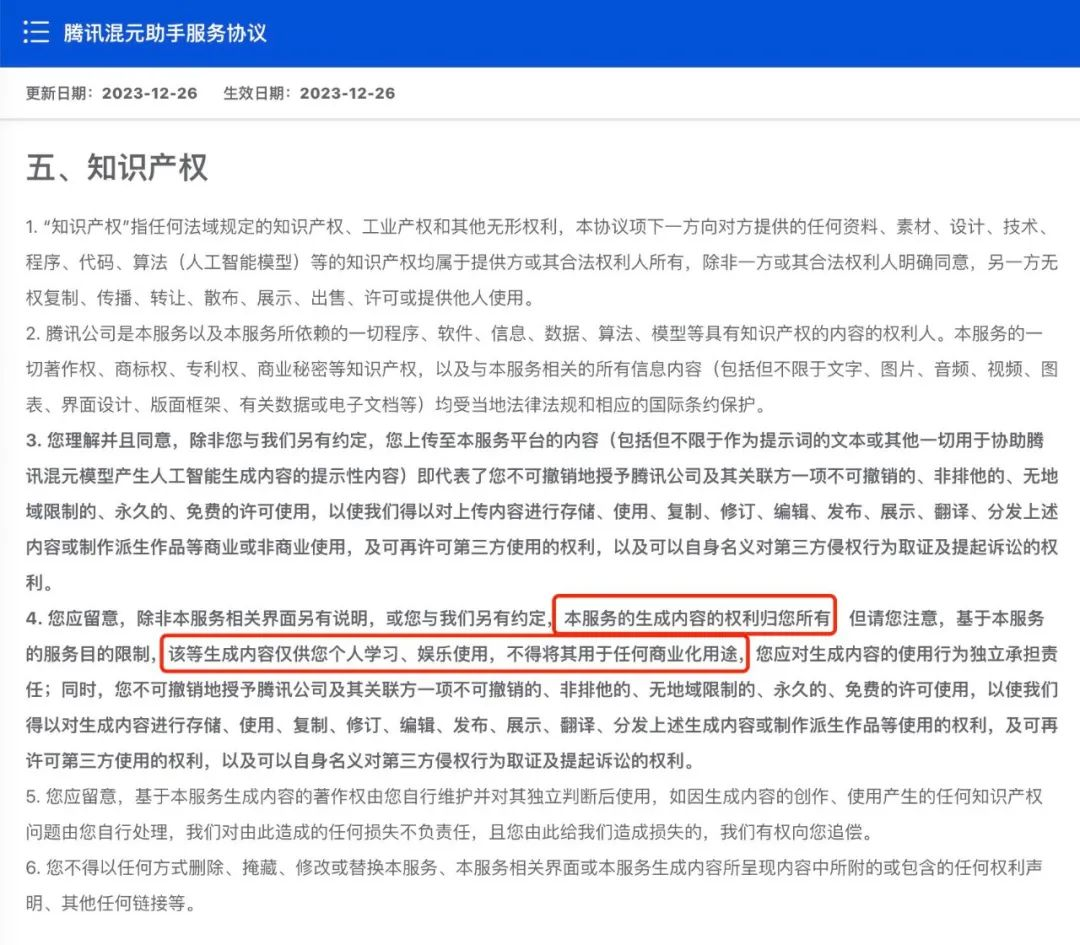 腾讯混元助手服务协议
更新日期：2023-12-26 生效日期：2023-12-26
五、知识产权
1. “知识产权”指任何法域规定的知识产权、工业产权和其他无形权利，本协议项下一方向对方提供的任何资料、素材、设计、技术、
程序、代码、算法（人工智能模型）等的知识产权均属于提供方或其合法权利人所有，除非一方或其合法权利人明确同意，另一方无
权复制、传播、转让、散布、展示、出售、许可或提供他人使用。
2. 腾讯公司是本服务以及本服务所依赖的一切程序、软件、信息、数据、算法、模型等具有知识产权的内容的权利人。本服务的一
切著作权、商标权、专利权、商业秘密等知识产权，以及与本服务相关的所有信息内容（包括但不限于文字、图片、音频、视频、图
表、界面设计、版面框架、有关数据或电子文档等）均受当地法律法规和相应的国际条约保护。
3. 您理解并且同意，除非您与我们另有约定，您上传至本服务平台的内容（包括但不限于作为提示词的文本或其他一切用于协助腾
讯混元模型产生人工智能生成内容的提示性内容）即代表了您不可撤销地授予腾讯公司及其关联方一项不可撤销的、非排他的、无地
域限制的、永久的、免费的许可使用，以使我们得以对上传内容进行存储、使用、复制、修订、编辑、发布、展示、翻译、分发上述
内容或制作派生作品等商业或非商业使用，及可再许可第三方使用的权利，以及可以自身名义对第三方侵权行为取证及提起诉讼的权
利。
4. 您应留意，除非本服务相关界面另有说明，或您与我们另有约定，本服务的生成内容的权利归您所有 但请您注意，基于本服务
的服务目的限制，该等生成内容仅供您个人学习、娱乐使用，不得将其用于任何商业化用途，您应对生成内容的使用行为独立承担责
任；同时，您不可撤销地授予腾讯公司及其关联方一项不可撤销的、非排他的、无地域限制的、永久的、免费的许可使用，以使我们
得以对生成内容进行存储、使用、复制、修订、编辑、发布、展示、翻译、分发上述生成内容或制作派生作品等使用的权利，及可再
许可第三方使用的权利，以及可以自身名义对第三方侵权行为取证及提起诉讼的权利。
5. 您应留意，基于本服务生成内容的著作权由您自行维护并对其独立判断后使用，如因生成内容的创作、使用产生的任何知识产权
问题由您自行处理，我们对由此造成的任何损失不负责任，且您由此给我们造成损失的，我们有权向您追偿。
6. 您不得以任何方式删除、掩藏、修改或替换本服务、本服务相关界面或本服务生成内容所呈现内容中所附的或包含的任何权利声
明、其他任何链接等。